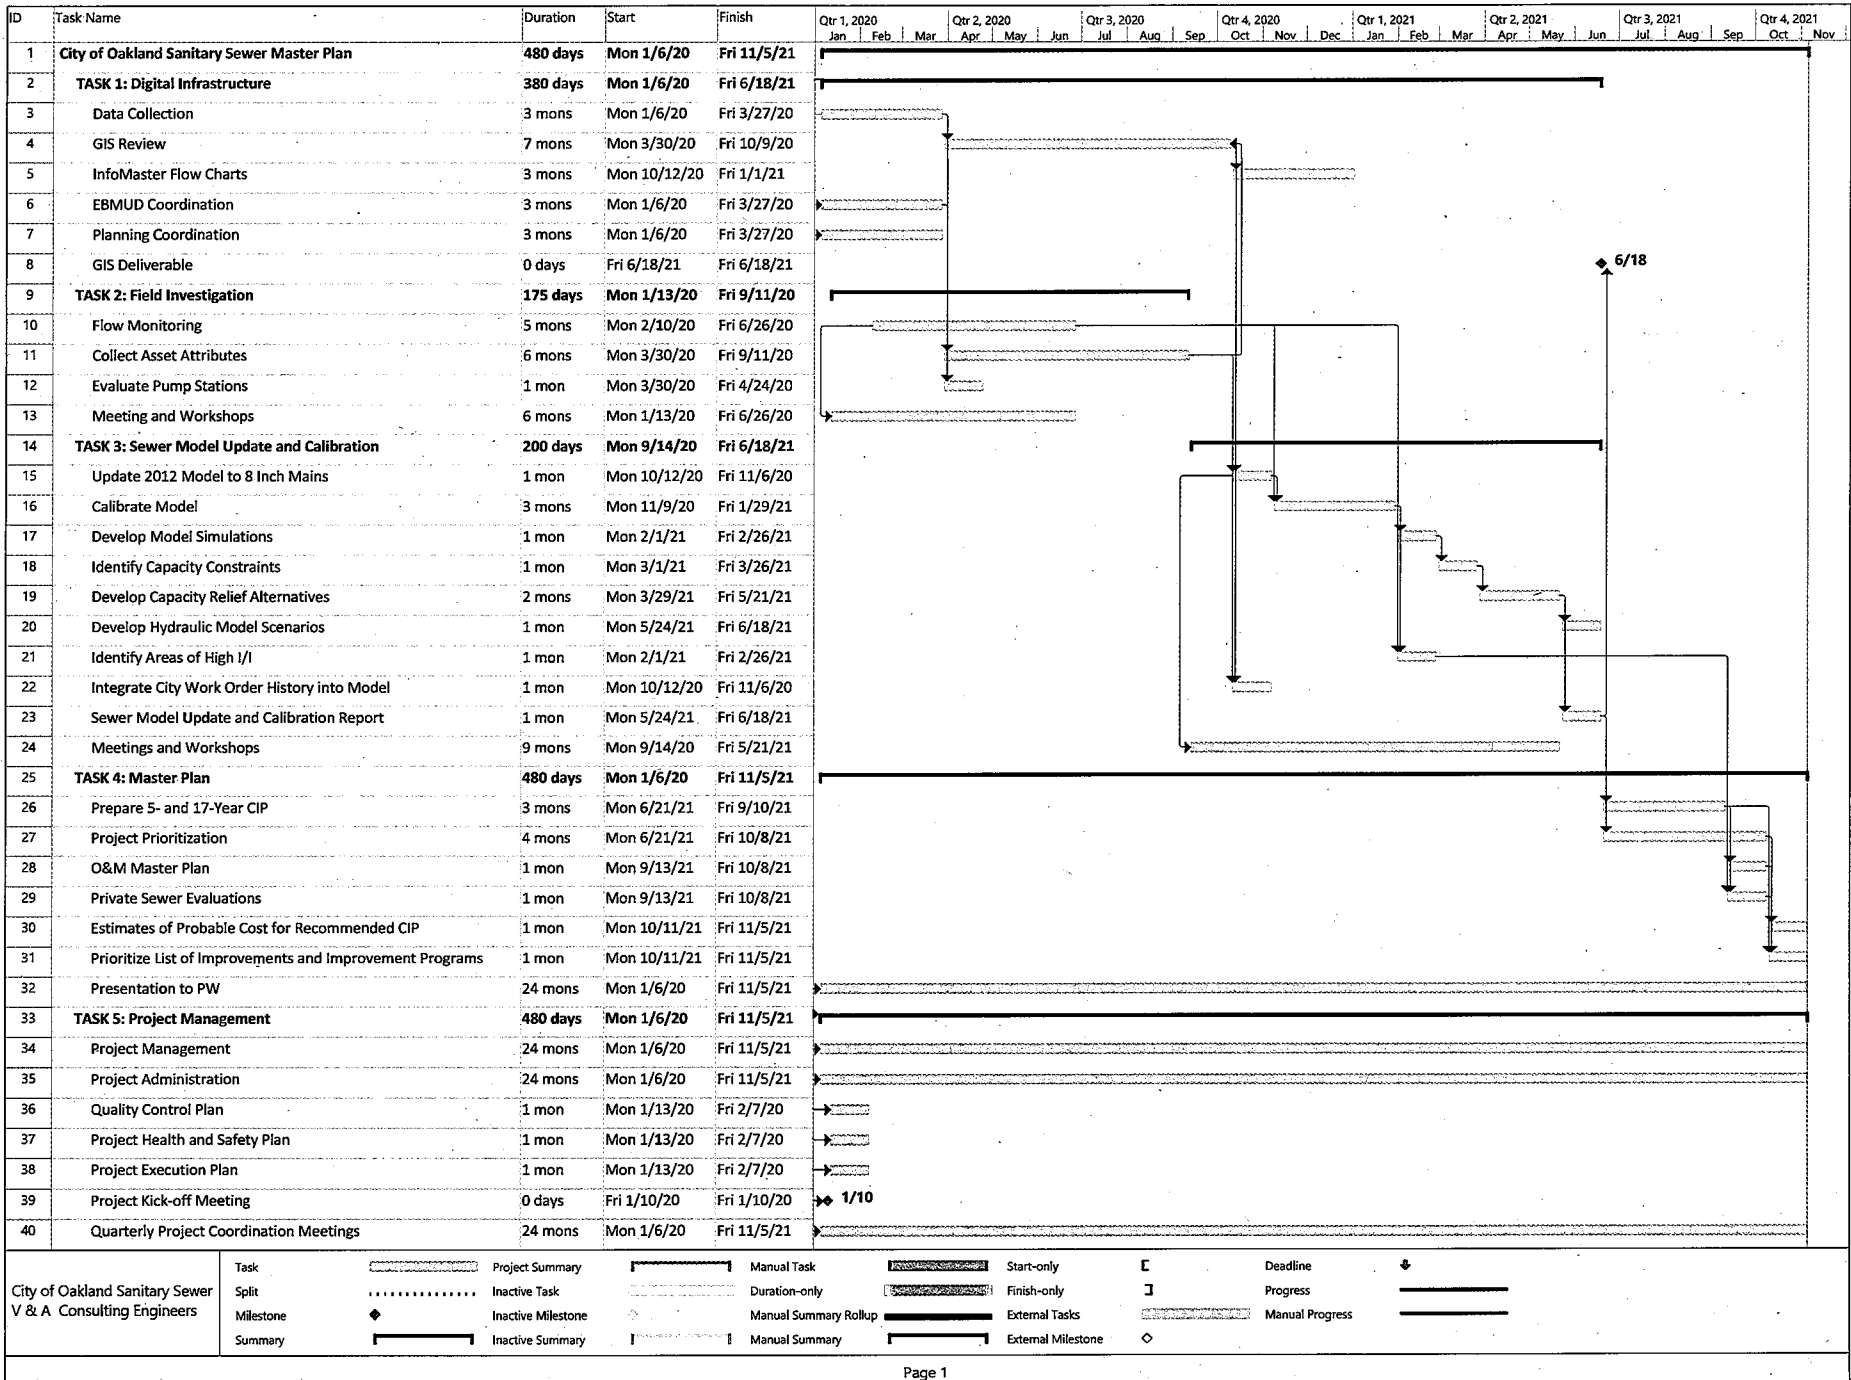 ID Task Name Duration Start Finish Qtr 1, 2020 Qtr 2, 2020 Qtr 3, 2020 Qtr 4, 2020 Qtr 1, 2021 Qtr 2, 2021 Qtr 3, 2021 Qtr 4, 2021
Jan Feb Mar Apr May Jun Jul Aug Sep Oct Nov Dec Jan Feb Mar Apr May Jun Jul Aug Sep Oct Nov
1 City of Oakland Sanitary Sewer Master Plan 480 days Mon 1/6/20 Fri 11/5/21
2 TASK 1: Digital Infrastructure 380 days Mon 1/6/20 Fri 6/18/21
3 Data Collection 3 mons Mon 1/6/20 Fri 3/27/20
4 GIS Review 7 mons Mon 3/30/20 Fri 10/9/20
5 InfoMaster Flow Charts 3 mons Mon 10/12/20 Fri 1/1/21
6 EBMUD Coordination 3 mons Mon 1/6/20 Fri 3/27/20
7 Planning Coordination 3 mons Mon 1/6/20 Fri 3/27/20
8 GIS Deliverable 0 days Fri 6/18/21 Fri 6/18/21 6/18
9 TASK 2: Field Investigation 175 days Mon 1/13/20 Fri 9/11/20
10 Flow Monitoring 5 mons Mon 2/10/20 Fri 6/26/20
11 Collect Asset Attributes 6 mons Mon 3/30/20 Fri 9/11/20
12 Evaluate Pump Stations 1 mon Mon 3/30/20 Fri 4/24/20
13 Meeting and Workshops 6 mons Mon 1/13/20 Fri 6/26/20
14 TASK 3: Sewer Model Update and Calibration 200 days Mon 9/14/20 Fri 6/18/21
15 Update 2012 Model to 8 Inch Mains 1 mon Mon 10/12/20 Fri 11/6/20
16 Calibrate Model 3 mons Mon 11/9/20 Fri 1/29/21
17 Develop Model Simulations 1 mon Mon 2/1/21 Fri 2/26/21
18 Identify Capacity Constraints 1 mon Mon 3/1/21 Fri 3/26/21
19 Develop Capacity Relief Alternatives 2 mons Mon 3/29/21 Fri 5/21/21
20 Develop Hydraulic Model Scenarios 1 mon Mon 5/24/21 Fri 6/18/21
21 Identify Areas of High I/I 1 mon Mon 2/1/21 Fri 2/26/21
22 Integrate City Work Order History into Model 1 mon Mon 10/12/20 Fri 11/6/20
23 Sewer Model Update and Calibration Report 1 mon Mon 5/24/21 Fri 6/18/21
24 Meetings and Workshops 9 mons Mon 9/14/20 Fri 5/21/21
25 TASK 4: Master Plan 480 days Mon 1/6/20 Fri 11/5/21
26 Prepare 5- and 17-Year CIP 3 mons Mon 6/21/21 Fri 9/10/21
27 Project Prioritization 4 mons Mon 6/21/21 Fri 10/8/21
28 O&M Master Plan 1 mon Mon 9/13/21 Fri 10/8/21
29 Private Sewer Evaluations 1 mon Mon 9/13/21 Fri 10/8/21
30 Estimates of Probable Cost for Recommended CIP 1 mon Mon 10/11/21 Fri 11/5/21
31 Prioritize List of Improvements and Improvement Programs 1 mon Mon 10/11/21 Fri 11/5/21
32 Presentation to PW 24 mons Mon 1/6/20 Fri 11/5/21
33 TASK 5: Project Management 480 days Mon 1/6/20 Fri 11/5/21
34 Project Management 24 mons Mon 1/6/20 Fri 11/5/21
35 Project Administration 24 mons Mon 1/6/20 Fri 11/5/21
36 Quality Control Plan 1 mon Mon 1/13/20 Fri 2/7/20
37 Project Health and Safety Plan 1 mon Mon 1/13/20 Fri 2/7/20
38 Project Execution Plan 1 mon Mon 1/13/20 Fri 2/7/20
39 Project Kick-off Meeting 0 days Fri 1/10/20 Fri 1/10/20 1/10
40 Quarterly Project Coordination Meetings 24 mons Mon 1/6/20 Fri 11/5/21
City of Oakland Sanitary Sewer
V & A Consulting Engineers
Task Project Summary Manual Task Start-only Deadline
Split Inactive Task Duration-only Finish-only Progress
Milestone Inactive Milestone Manual Summary Rollup External Tasks Manual Progress
Summary Inactive Summary Manual Summary External Milestone
Page 1